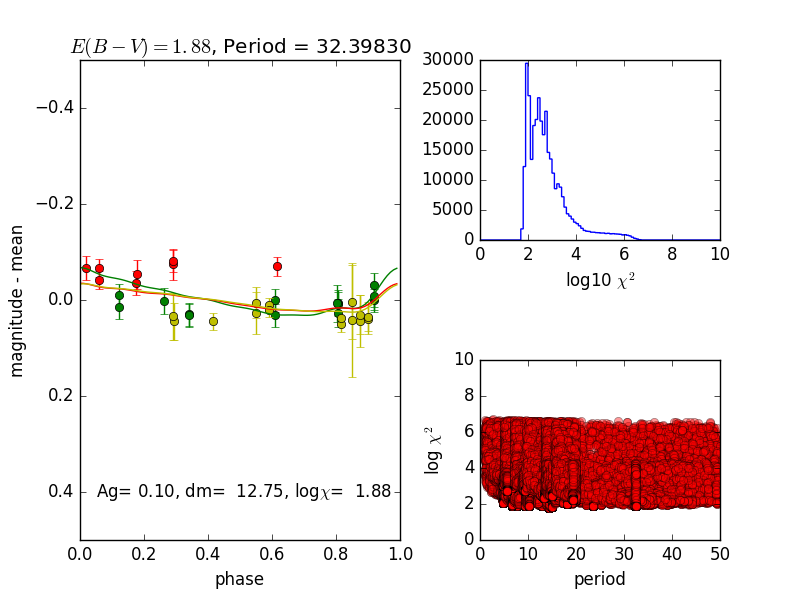 E(B − V) = 1.88, Period = 32.39830
−0.4
−0.2
0.0
0.2
0.4
magnitude - mean
Ag= 0.10, dm= 12.75, logχ= 1.88
0.0 0.2 0.4 0.6 0.8 1.0
phase
30000
25000
20000
15000
10000
5000
0
0 2 4 6 8 10
log10 χ²
10
8
6
4
2
0
log χ²
0 10 20 30 40 50
period